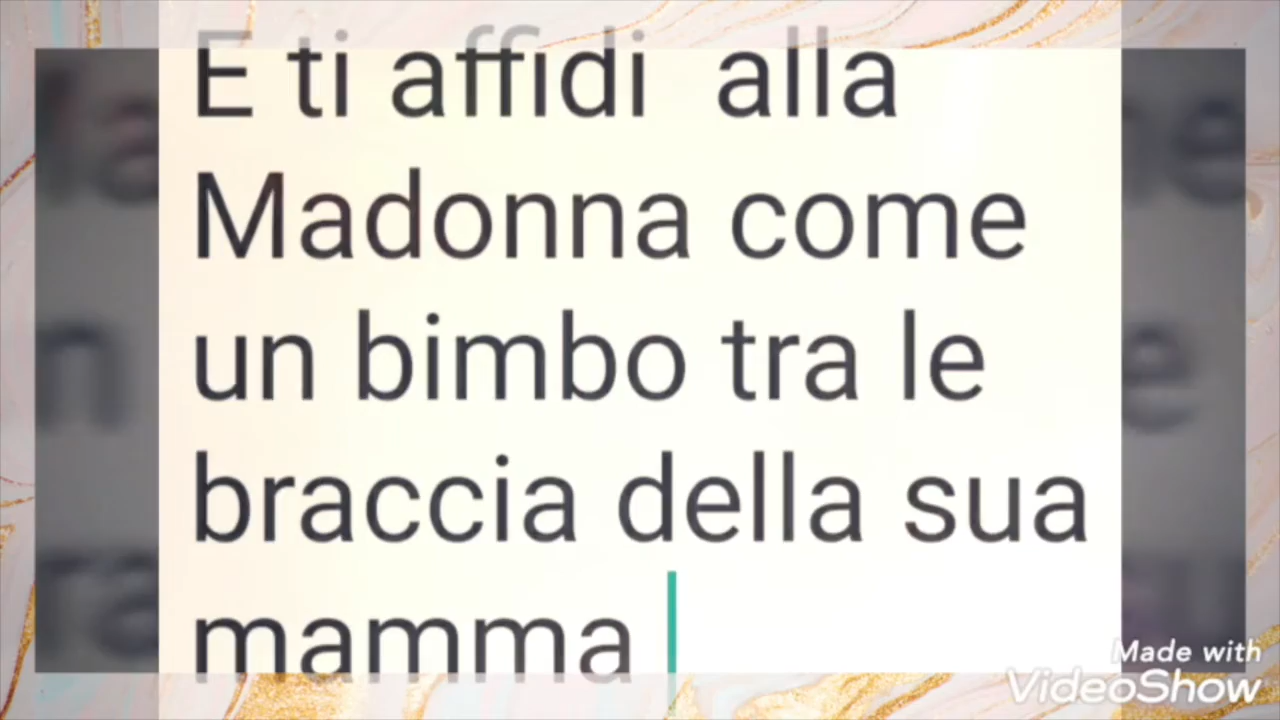 E ti affidi  alla
Madonna come
un bimbo tra le
braccia della sua
mamma
Made with
VideoShow